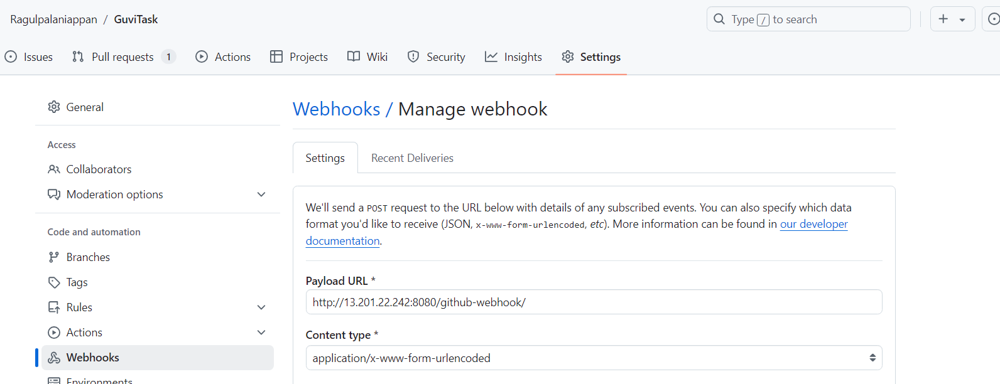 Ragulpalaniappan / GuviTask
Type / to search
Issues Pull requests 1 Actions Projects Wiki Security Insights Settings
General
Access
Collaborators
Moderation options
Code and automation
Branches
Tags
Rules
Actions
Webhooks
Environments
Webhooks / Manage webhook
Settings Recent Deliveries
We'll send a POST request to the URL below with details of any subscribed events. You can also specify which data
format you'd like to receive (JSON, x-www-form-urlencoded, etc). More information can be found in our developer
documentation.
Payload URL *
http://13.201.22.242:8080/github-webhook/
Content type *
application/x-www-form-urlencoded